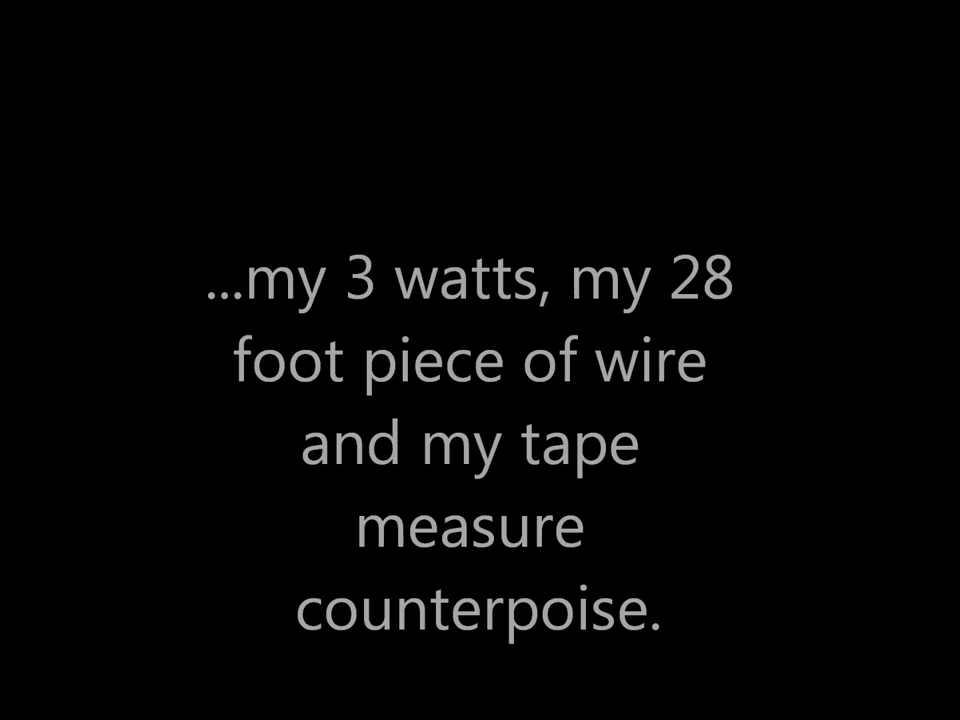 ...my 3 watts, my 28
foot piece of wire
and my tape
measure
counterpoise.